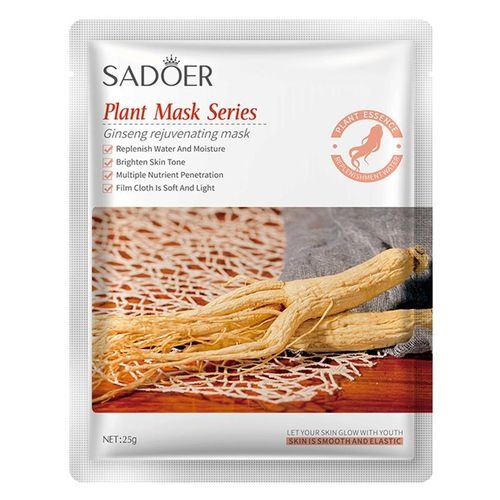 SADOER
Plant Mask Series
Ginseng rejuvenating mask
Replenish Water And Moisture
Brighten Skin Tone
Multiple Nutrient Penetration
Film Cloth Is Soft And Light
PLANT ESSENCE
REPLENISHMENT WATER
NET:25g
LET YOUR SKIN GLOW WITH YOUTH
SKIN IS SMOOTH AND ELASTIC